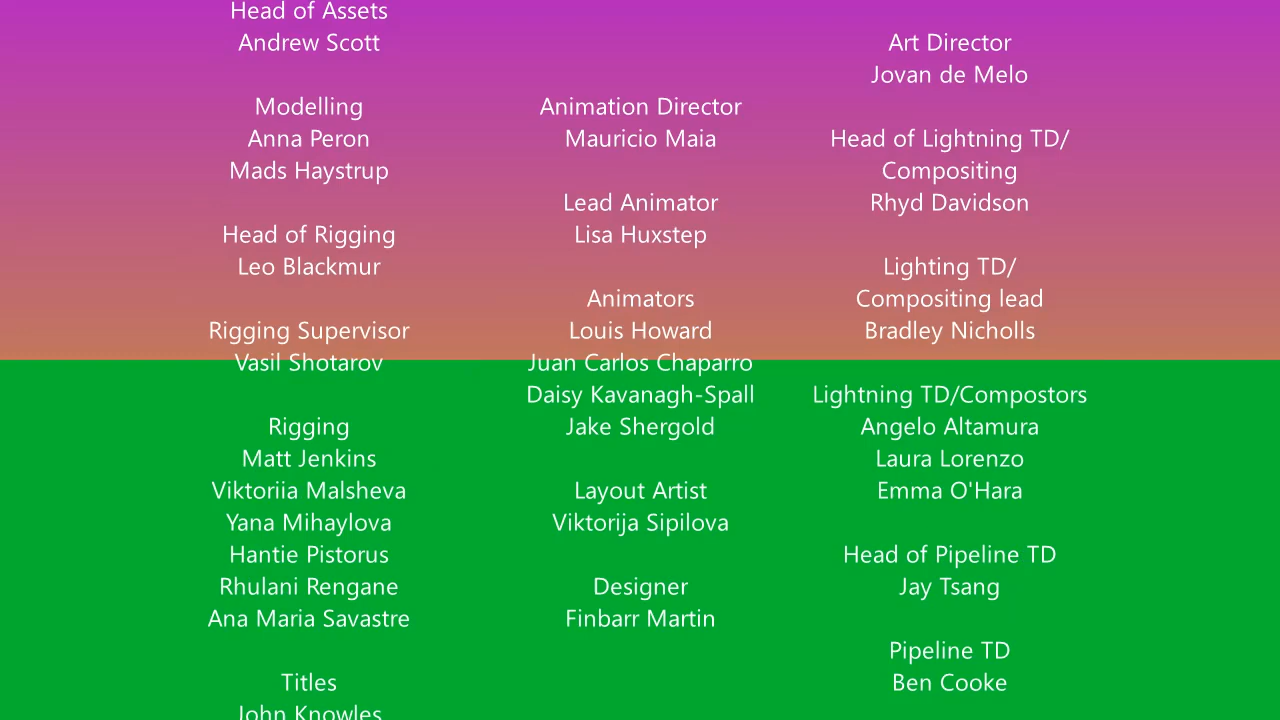 Head of Assets
Andrew Scott
Modelling
Anna Peron
Mads Haystrup
Head of Rigging
Leo Blackmur
Rigging Supervisor
Vasil Shotarov
Rigging
Matt Jenkins
Viktoriia Malsheva
Yana Mihaylova
Hantie Pistorus
Rhulani Rengane
Ana Maria Savastre
Titles
John Knowles
Animation Director
Mauricio Maia
Lead Animator
Lisa Huxstep
Animators
Louis Howard
Juan Carlos Chaparro
Daisy Kavanagh-Spall
Jake Shergold
Layout Artist
Viktorija Sipilova
Designer
Finbarr Martin
Art Director
Jovan de Melo
Head of Lightning TD/
Compositing
Rhyd Davidson
Lighting TD/
Compositing lead
Bradley Nicholls
Lightning TD/Compostors
Angelo Altamura
Laura Lorenzo
Emma O'Hara
Head of Pipeline TD
Jay Tsang
Pipeline TD
Ben Cooke